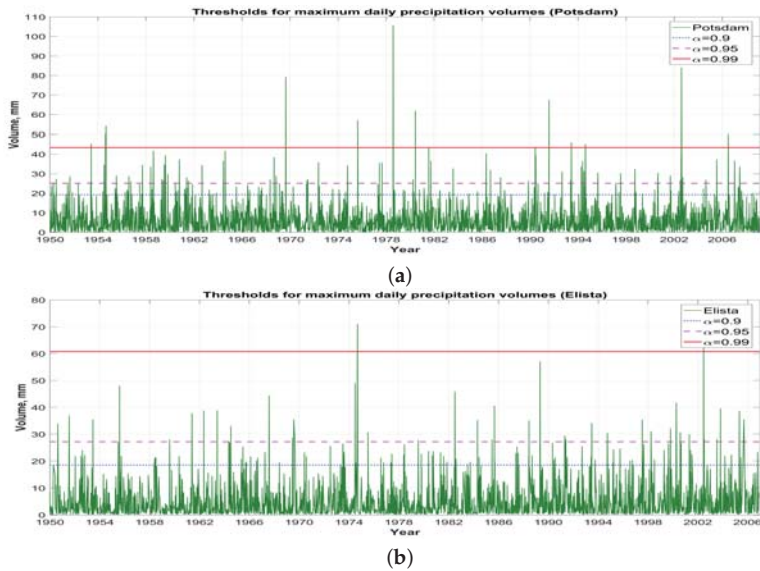 Thresholds for maximum daily precipitation volumes (Potsdam)
110
100
90
80
70
60
50
40
30
20
10
0
Volume, mm
Potsdam
α=0.9
α=0.95
α=0.99
1950 1954 1958 1962 1966 1970 1974 1978 1982 1986 1990 1994 1998 2002 2006
Year
(a)
Thresholds for maximum daily precipitation volumes (Elista)
80
70
60
50
40
30
20
10
0
Volume, mm
Elista
α=0.9
α=0.95
α=0.99
1950 1954 1958 1962 1966 1970 1974 1978 1982 1986 1990 1994 1998 2002 2006
Year
(b)